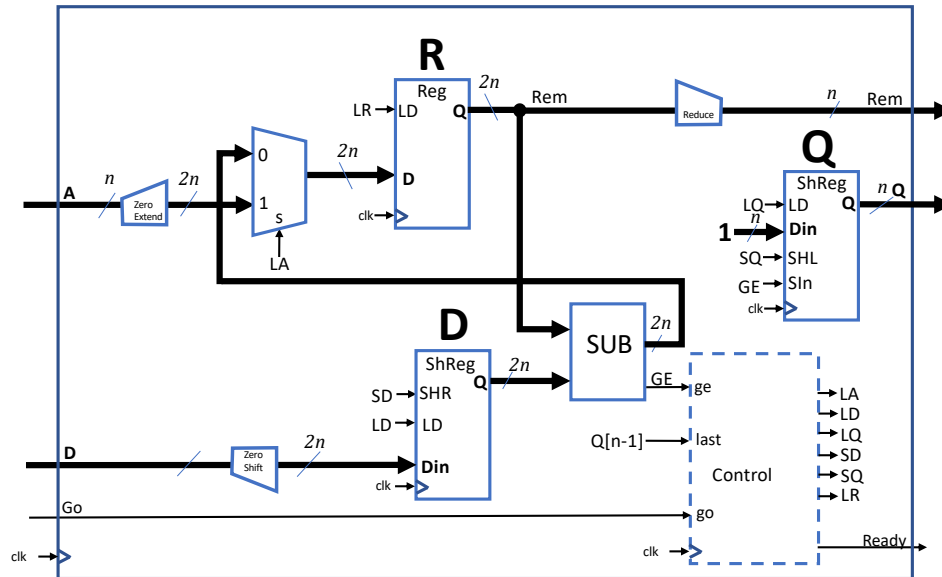 R
2n
Reg
Rem
n
Rem
LR
LD
Q
Reduce
2n
0
Q
n
2n
D
ShReg
n
Q
A
Zero
Extend
1
LQ
LD
Q
s
clk
n
Din
1
LA
SQ
SHL
GE
SIn
D
clk
SUB
2n
ShReg
2n
Q
GE
ge
SD
SHR
LA
LD
LD
LD
Q[n-1]
last
LQ
D
Zero
Shift
2n
Din
SD
Control
SQ
clk
LR
Go
go
Ready
clk
clk